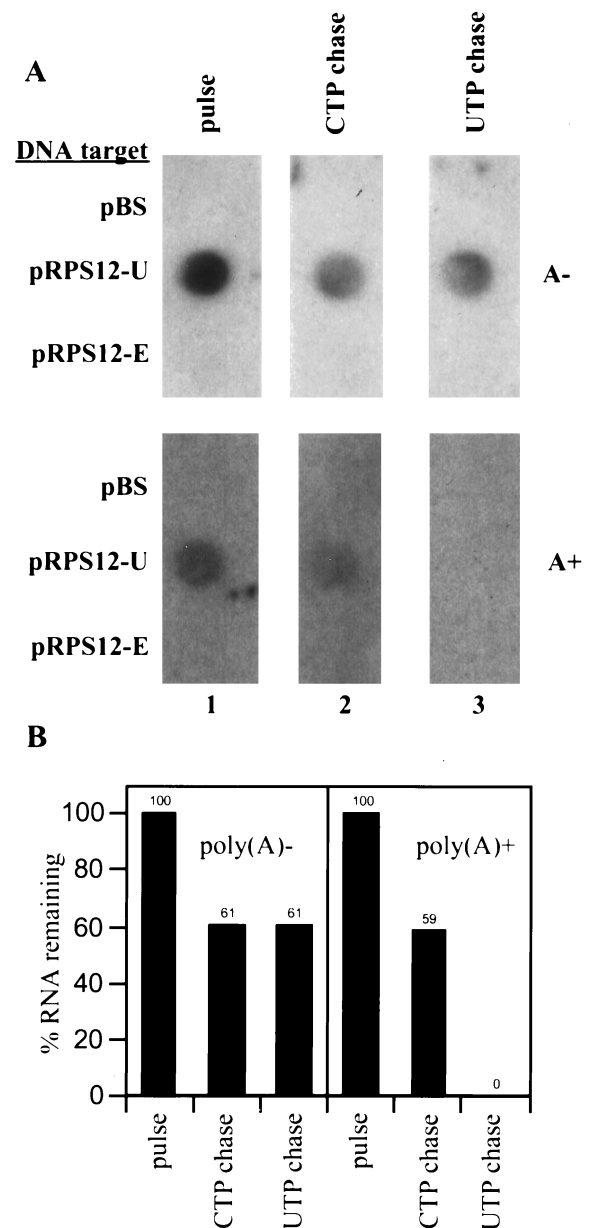 A
pulse
CTP chase
UTP chase
DNA target
pBS
pRPS12-U
A-
pRPS12-E
pBS
pRPS12-U
A+
pRPS12-E
1 2 3
B
% RNA remaining
100
80
60
40
20
0
poly(A)-
poly(A)+
100
61
61
100
59
0
pulse
CTP chase
UTP chase
pulse
CTP chase
UTP chase